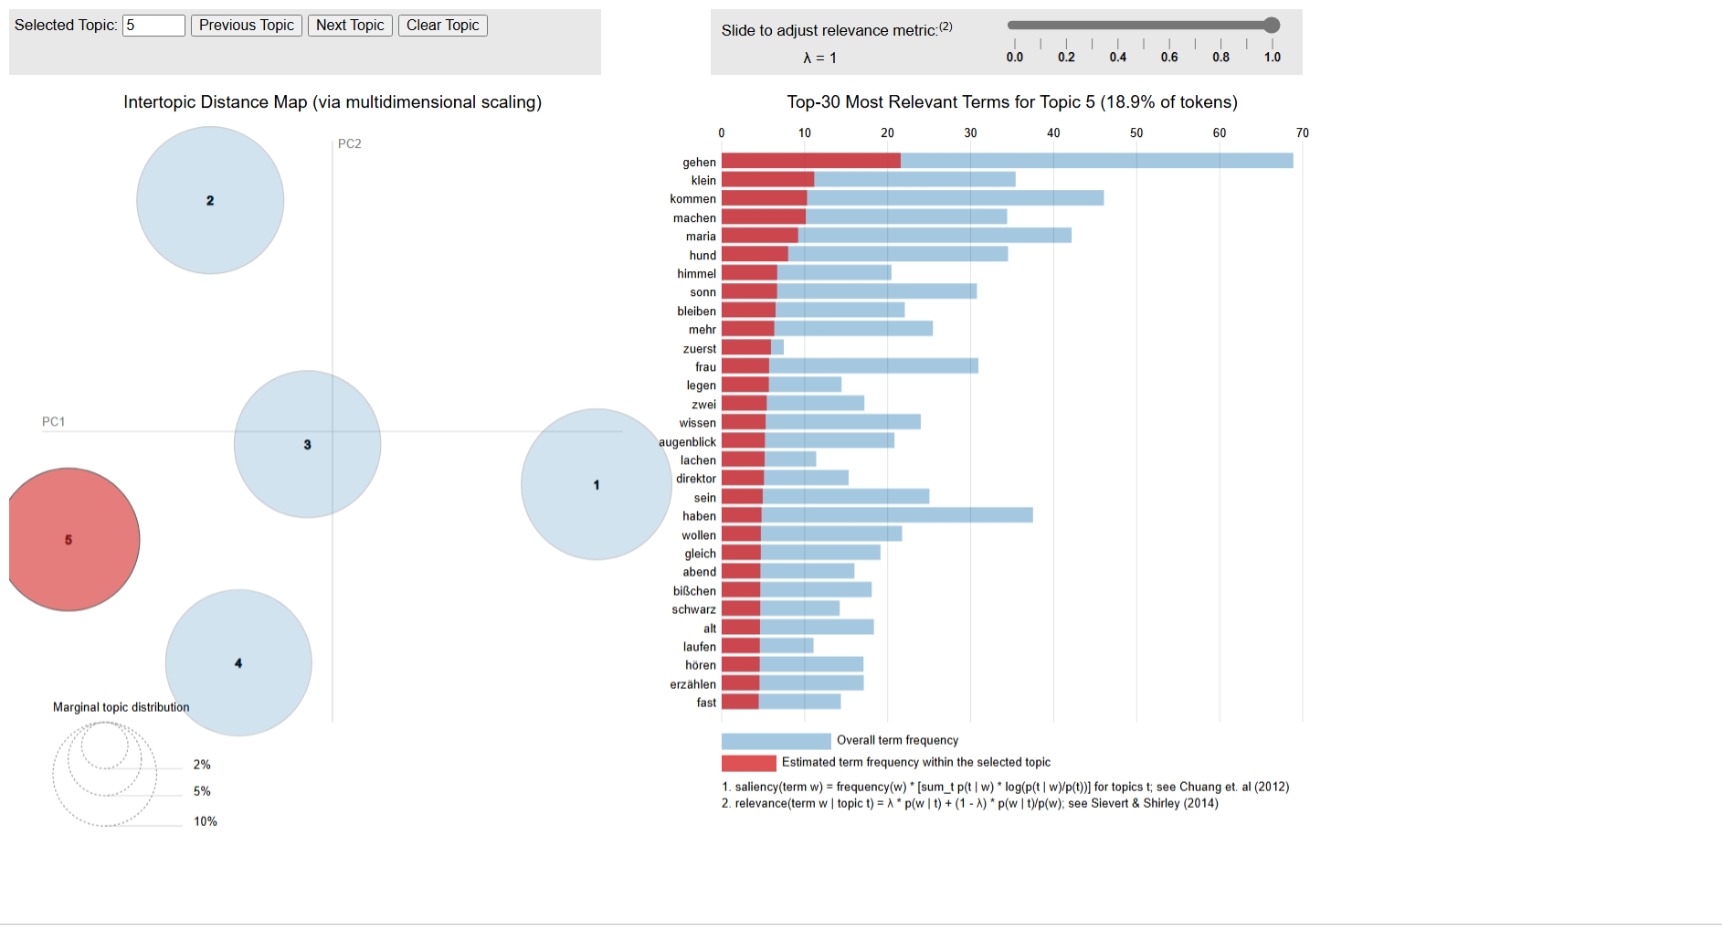 Selected Topic: 5 Previous Topic Next Topic Clear Topic
Slide to adjust relevance metric:(2)
λ = 1
0.0 0.2 0.4 0.6 0.8 1.0
Intertopic Distance Map (via multidimensional scaling)
PC2
PC1
2
3
1
5
4
Marginal topic distribution
2%
5%
10%
Top-30 Most Relevant Terms for Topic 5 (18.9% of tokens)
0 10 20 30 40 50 60 70
gehen
klein
kommen
machen
maria
hund
himmel
sonn
bleiben
mehr
zuerst
frau
legen
zwei
wissen
augenblick
lachen
direktor
sein
haben
wollen
gleich
abend
bißchen
schwarz
alt
laufen
hören
erzählen
fast
Overall term frequency
Estimated term frequency within the selected topic
1. saliency(term w) = frequency(w) * [sum_t p(t | w) * log(p(t | w)/p(t))] for topics t; see Chuang et. al (2012)
2. relevance(term w | topic t) = λ * p(w | t) + (1 - λ) * p(w | t)/p(w); see Sievert & Shirley (2014)